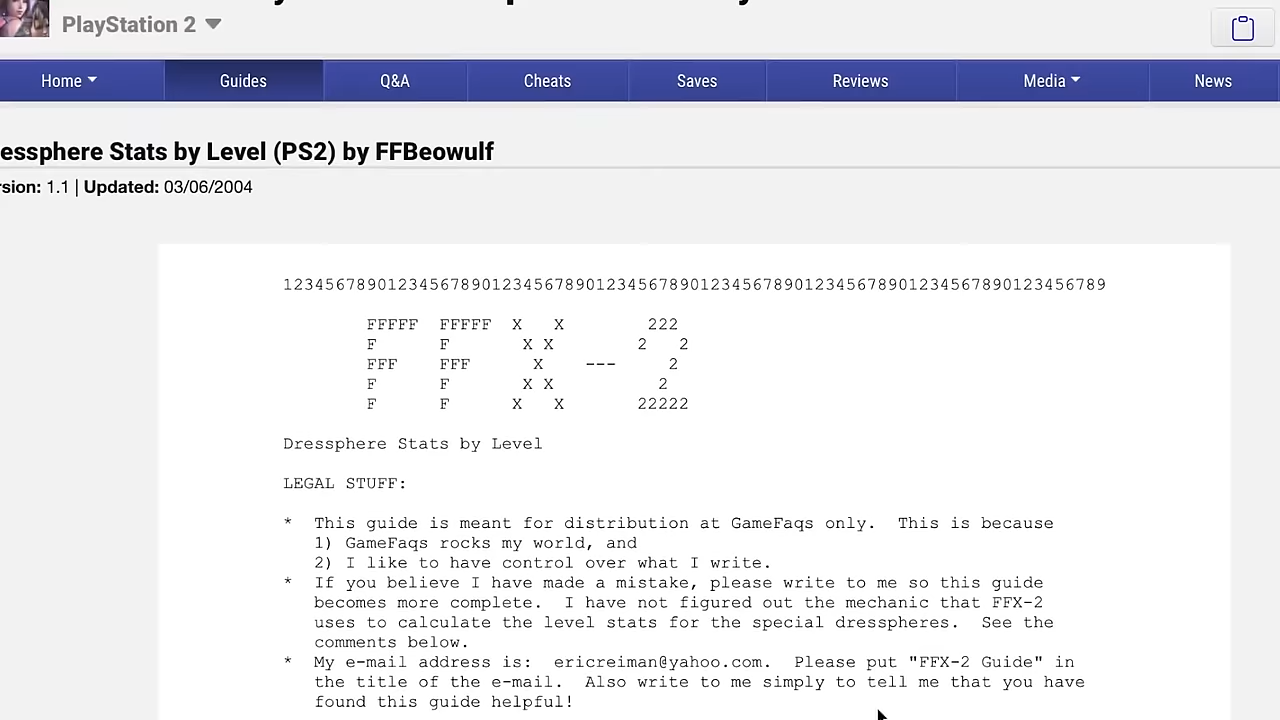 PlayStation 2
Home Guides Q&A Cheats Saves Reviews Media News
essphere Stats by Level (PS2) by FFBeowulf
rsion: 1.1 | Updated: 03/06/2004
1234567890123456789012345678901234567890123456789012345678901234567890123456789
FFFFF  FFFFF  X   X        222
F      F       X X        2   2
FFF    FFF      X    ---     2
F      F       X X          2
F      F      X   X       22222
Dressphere Stats by Level
LEGAL STUFF:
*  This guide is meant for distribution at GameFaqs only.  This is because
1) GameFaqs rocks my world, and
2) I like to have control over what I write.
*  If you believe I have made a mistake, please write to me so this guide
becomes more complete.  I have not figured out the mechanic that FFX-2
uses to calculate the level stats for the special dresspheres.  See the
comments below.
*  My e-mail address is:  ericreiman@yahoo.com.  Please put "FFX-2 Guide" in
the title of the e-mail.  Also write to me simply to tell me that you have
found this guide helpful!